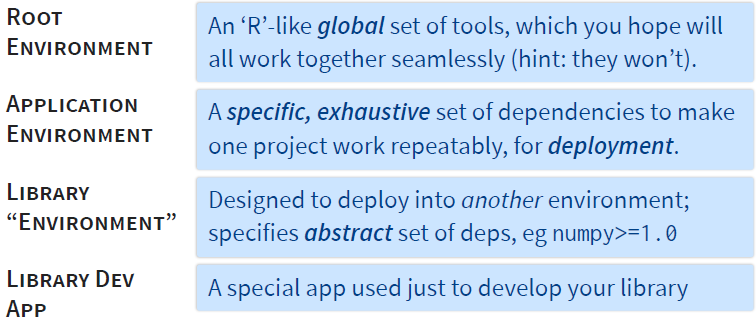 Root
Environment
An ‘R’-like global set of tools, which you hope will
all work together seamlessly (hint: they won’t).
Application
Environment
A specific, exhaustive set of dependencies to make
one project work repeatably, for deployment.
Library
“Environment”
Designed to deploy into another environment;
specifies abstract set of deps, eg numpy>=1.0
Library Dev
App
A special app used just to develop your library